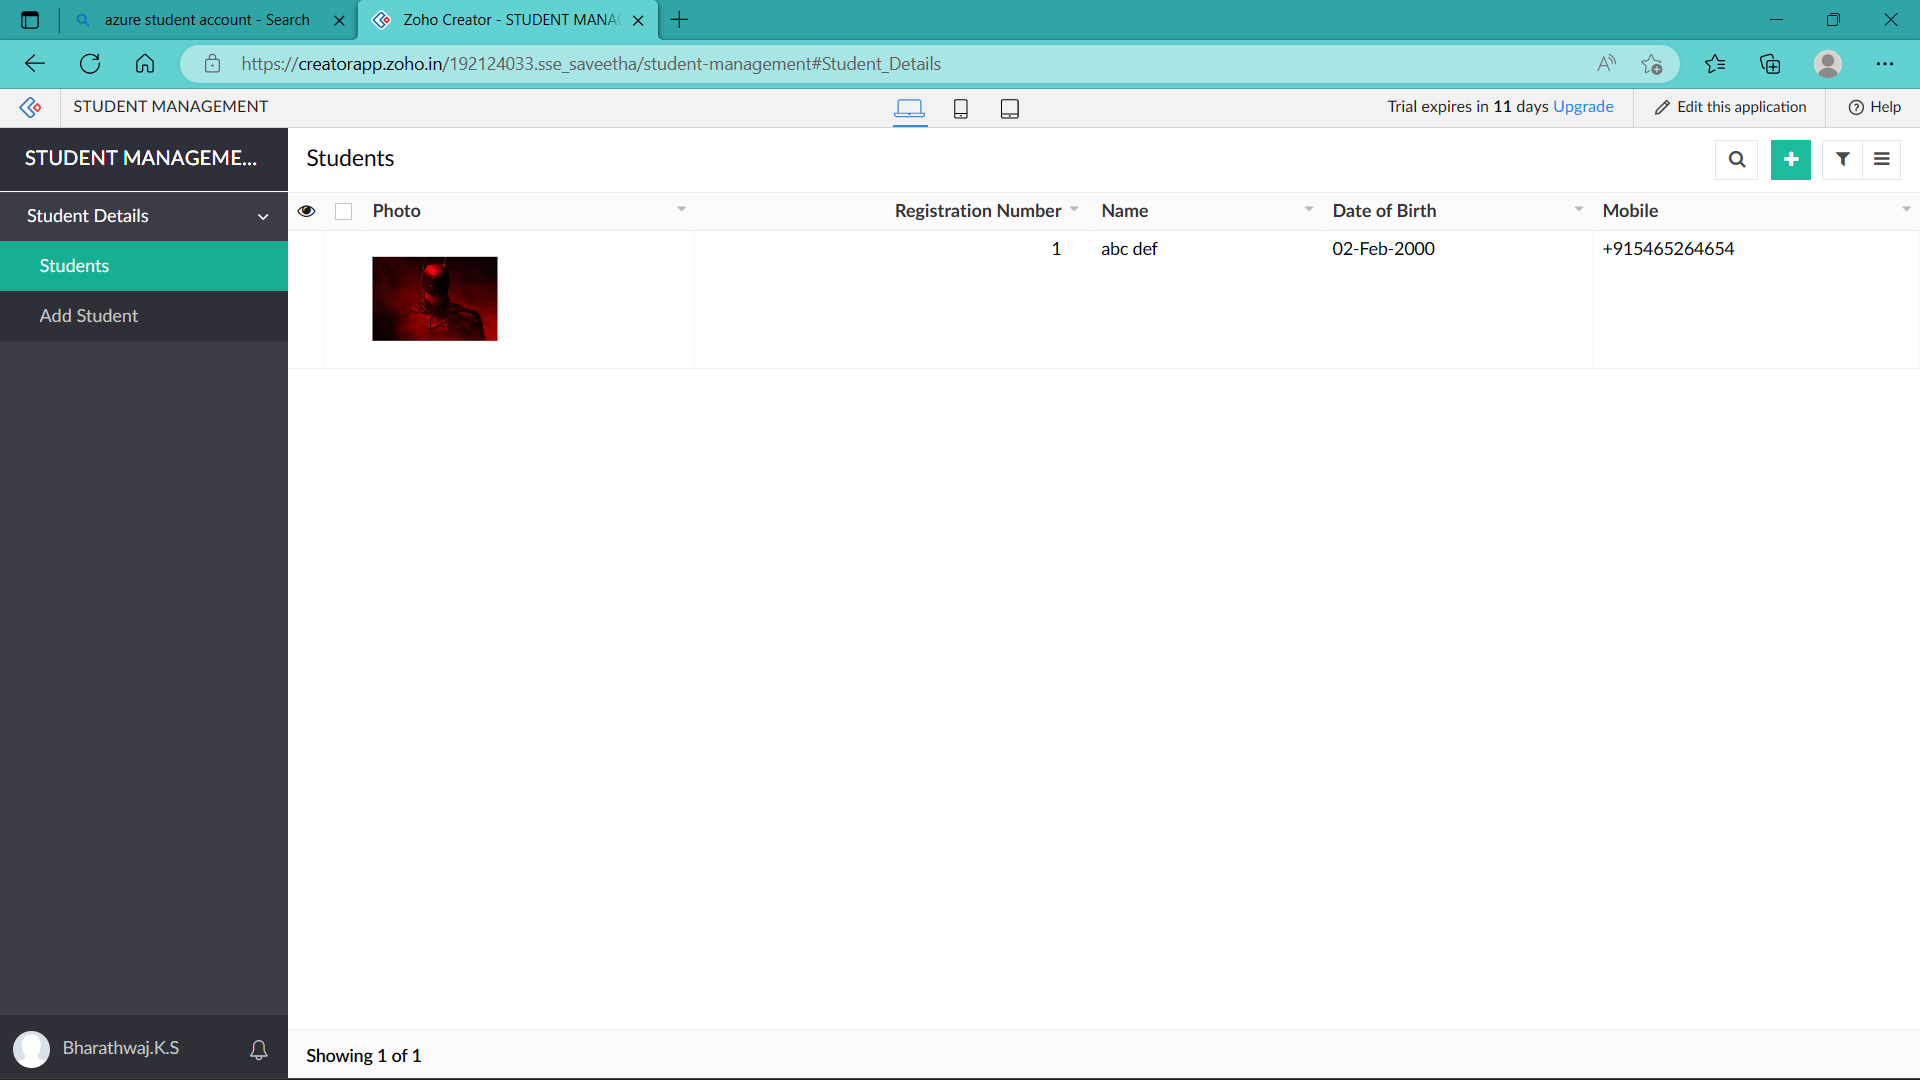 azure student account - Search
Zoho Creator - STUDENT MANA
https://creatorapp.zoho.in/192124033.sse_saveetha/student-management#Student_Details
STUDENT MANAGEMENT
Trial expires in 11 days Upgrade
Edit this application
Help
STUDENT MANAGEME...
Students
Student Details
Students
Add Student
Photo Registration Number Name Date of Birth Mobile
1 abc def 02-Feb-2000 +915465264654
Bharathwaj.K.S
Showing 1 of 1